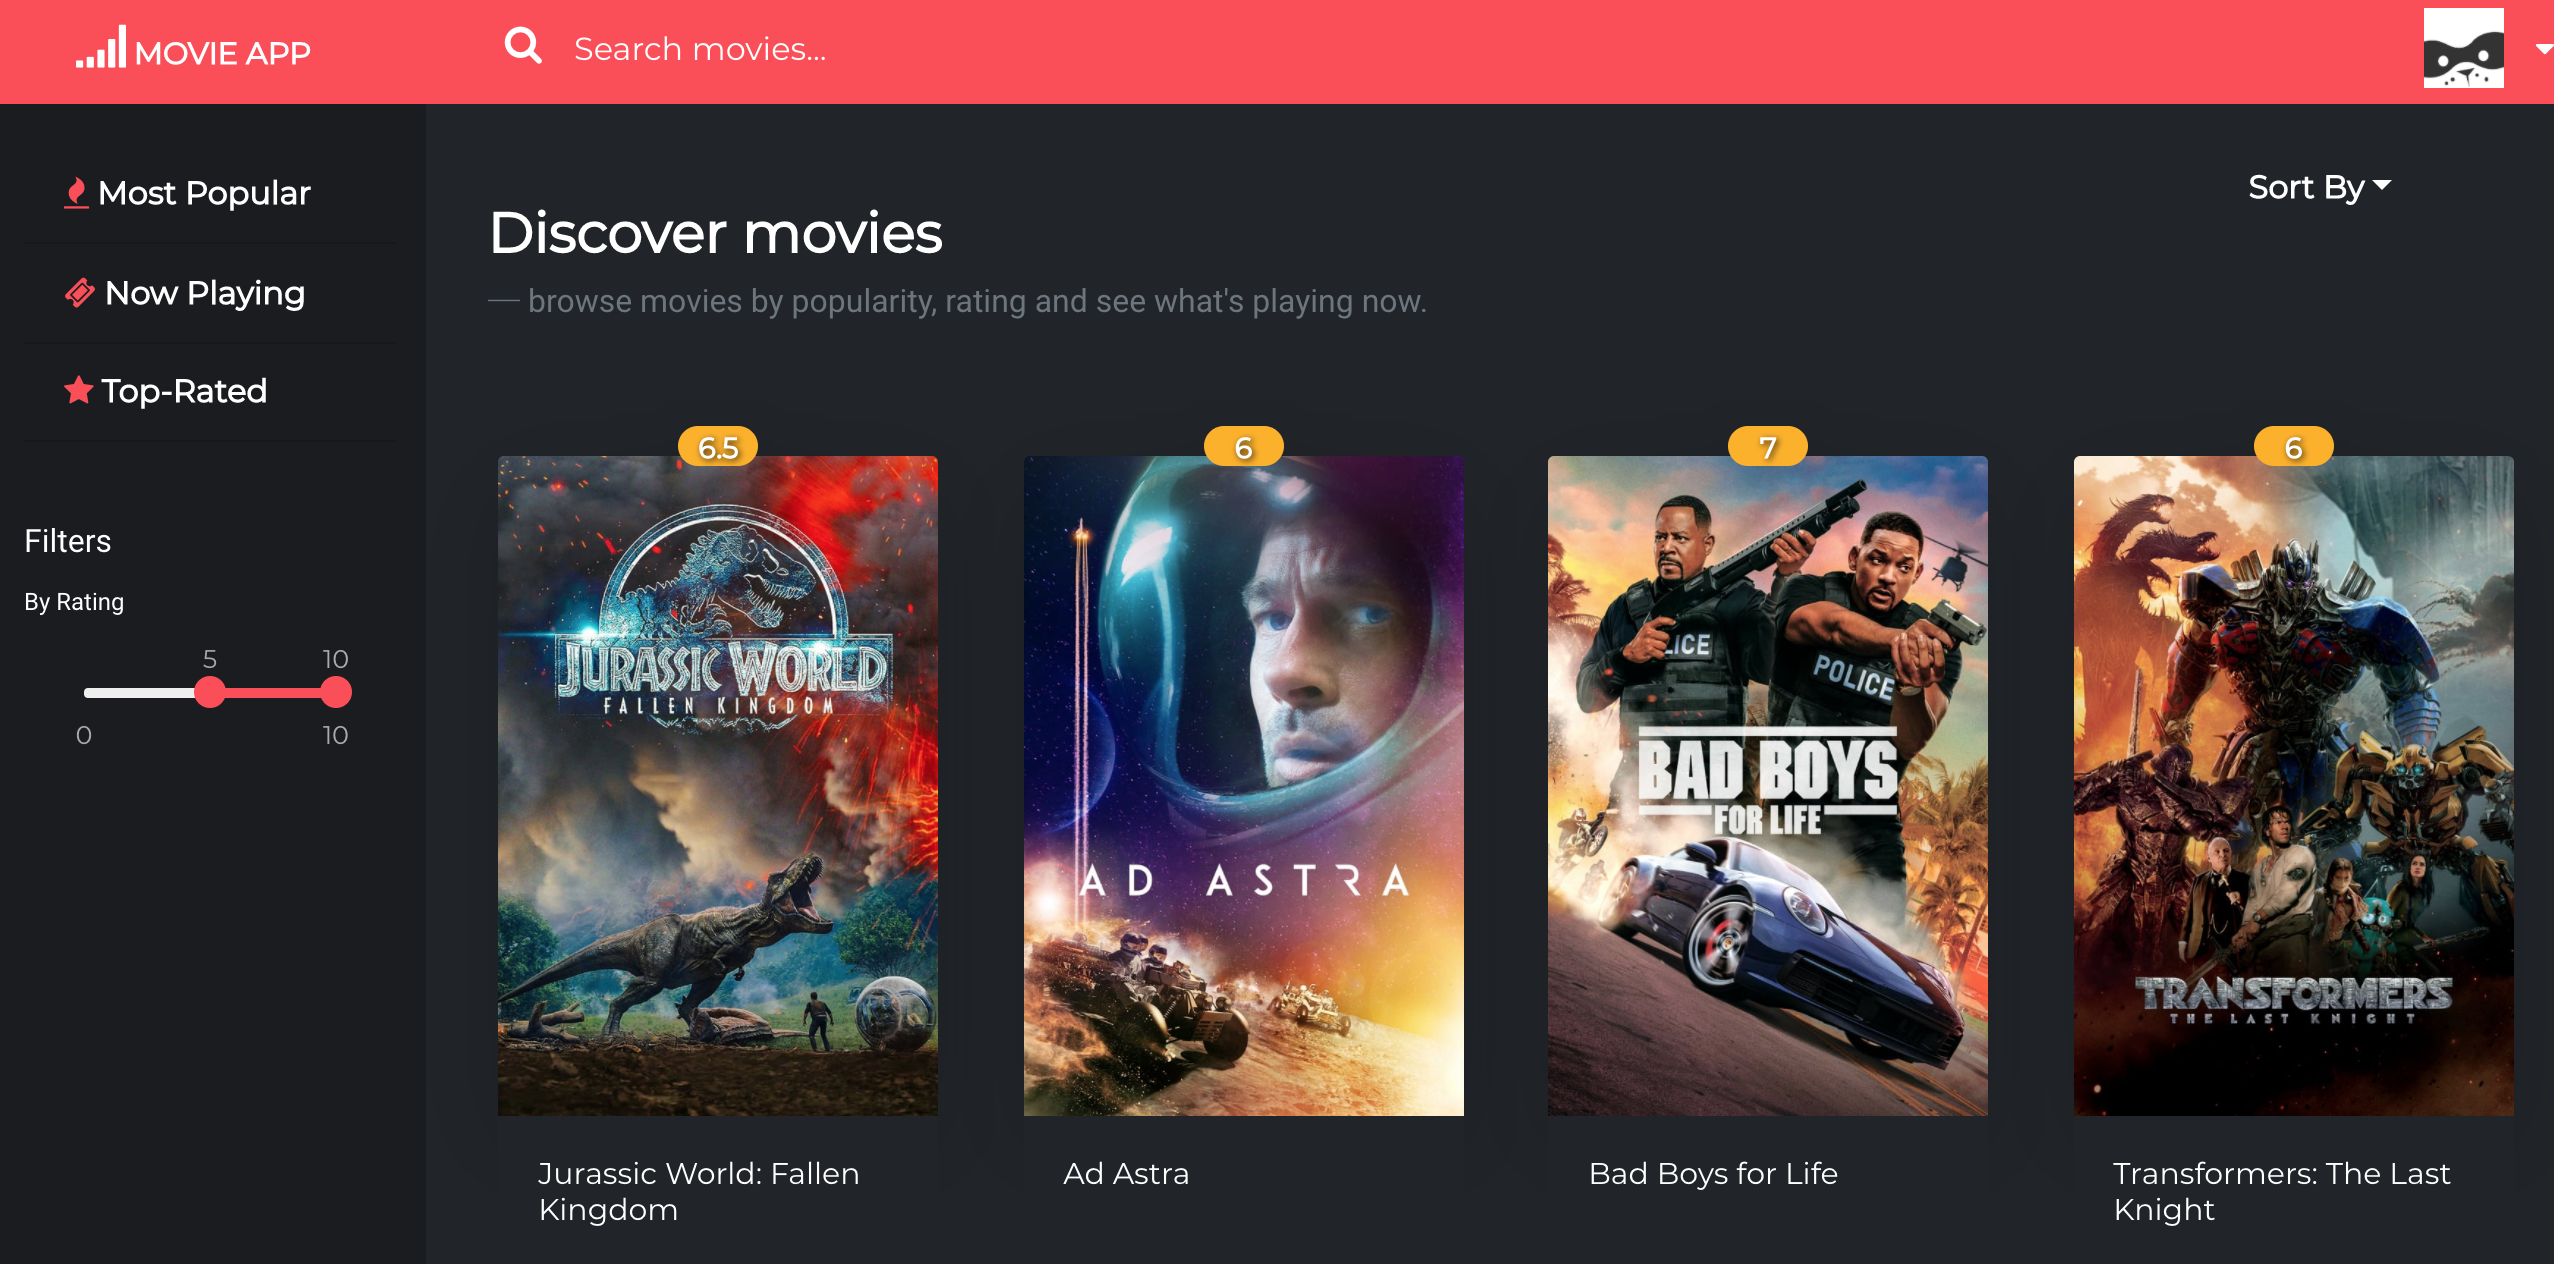 MOVIE APP
Search movies...
Most Popular
Now Playing
Top-Rated
Filters
By Rating
5 10
0 10
Sort By
Discover movies
— browse movies by popularity, rating and see what's playing now.
6.5
JURASSIC WORLD
FALLEN KINGDOM
Jurassic World: Fallen
Kingdom
6
AD ASTRA
Ad Astra
7
LICE
POLICE
BAD BOYS
FOR LIFE
Bad Boys for Life
6
TRANSFORMERS
THE LAST KNIGHT
Transformers: The Last
Knight